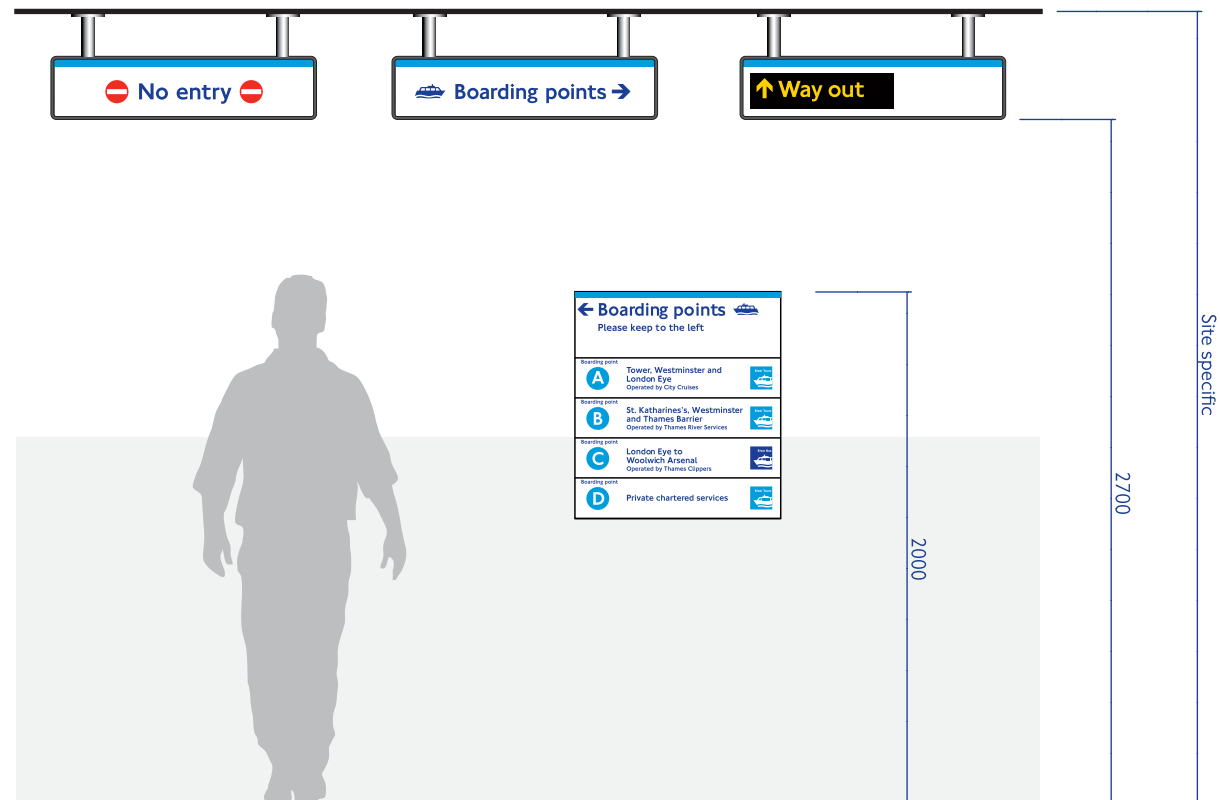 No entry
Boarding points
Way out
Site specific
2700
2000
Boarding points
Please keep to the left
Boarding point
A
Tower, Westminster and
London Eye
Operated by City Cruises
Boarding point
B
St. Katharines's, Westminster
and Thames Barrier
Operated by Thames River Services
Boarding point
C
London Eye to
Woolwich Arsenal
Operated by Thames Clippers
Boarding point
D
Private chartered services